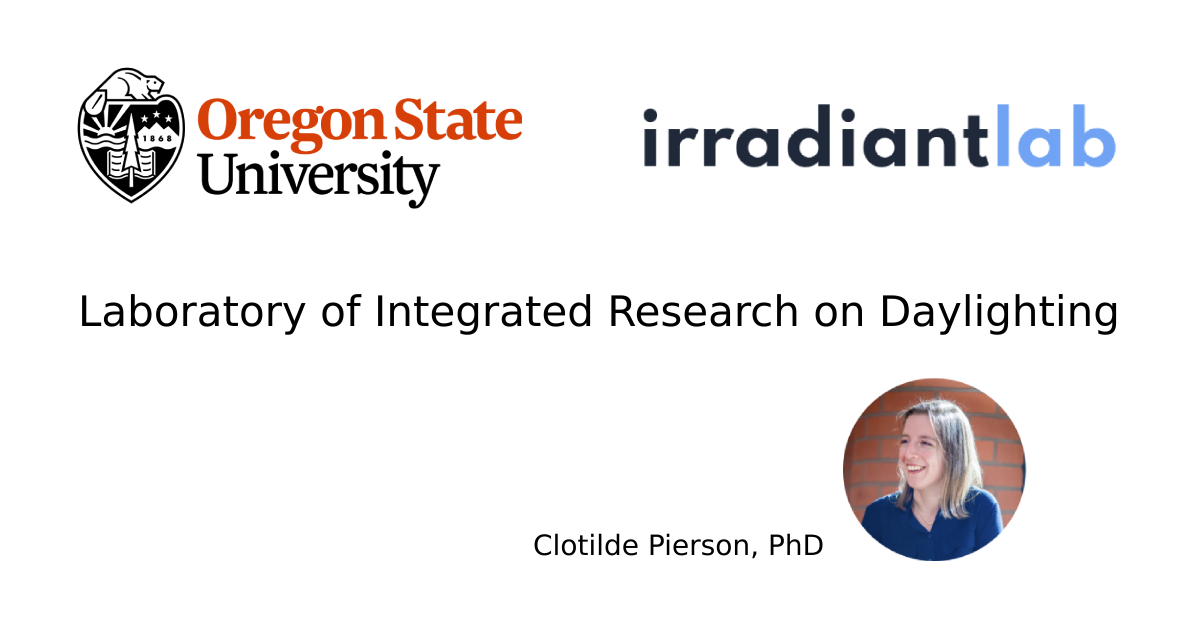 1868
Oregon State
University
irradiantlab
Laboratory of Integrated Research on Daylighting
Clotilde Pierson, PhD